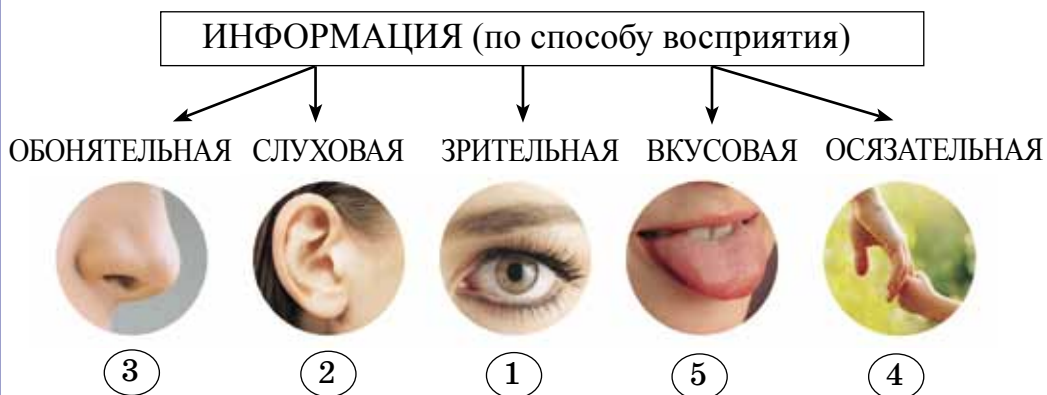 ИНФОРМАЦИЯ (по способу восприятия)
ОБОНЯТЕЛЬНАЯ СЛУХОВАЯ ЗРИТЕЛЬНАЯ ВКУСОВАЯ ОСЯЗАТЕЛЬНАЯ
3 2 1 5 4